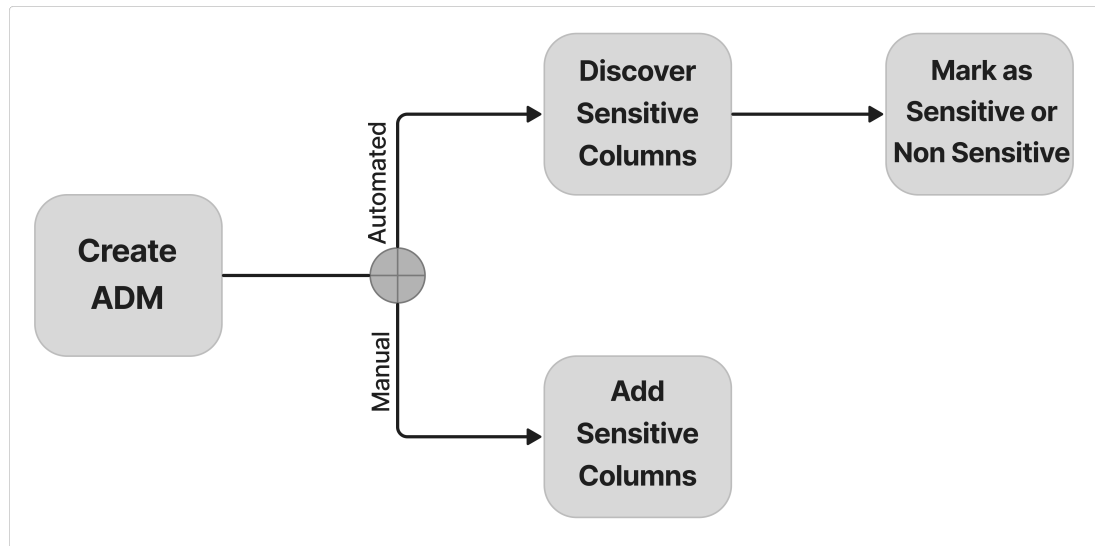 Create
ADM
Automated
Manual
Discover
Sensitive
Columns
Mark as
Sensitive or
Non Sensitive
Add
Sensitive
Columns